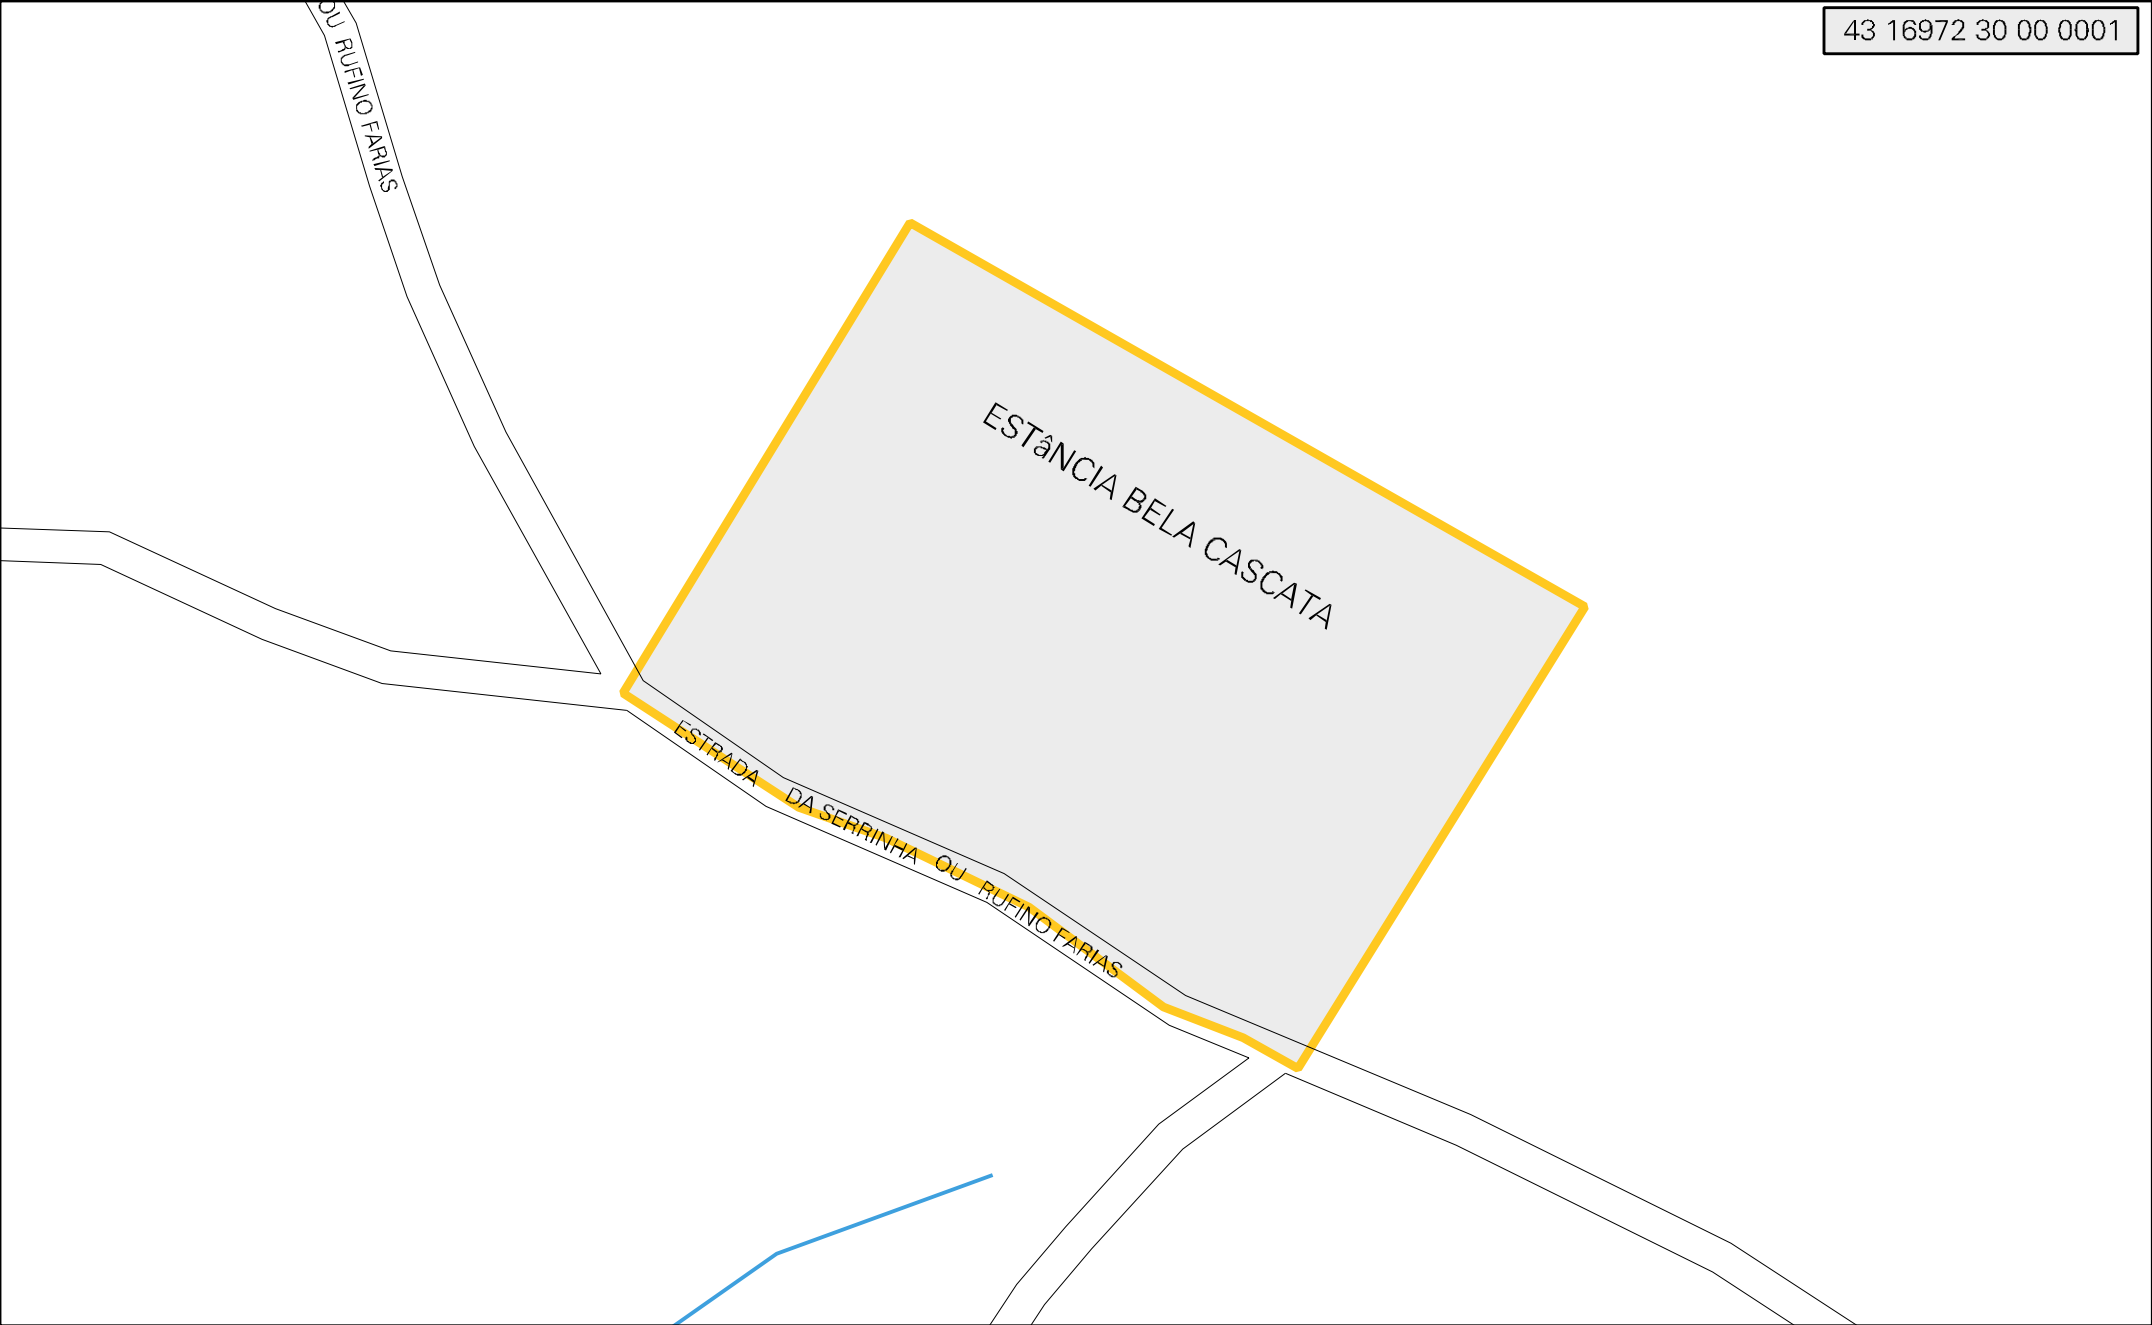 OU RUFINO FARIAS
43 16972 30 00 0001
ESTâNCIA BELA CASCATA
ESTRADA DA SERRINHA OU RUFINO FARIAS